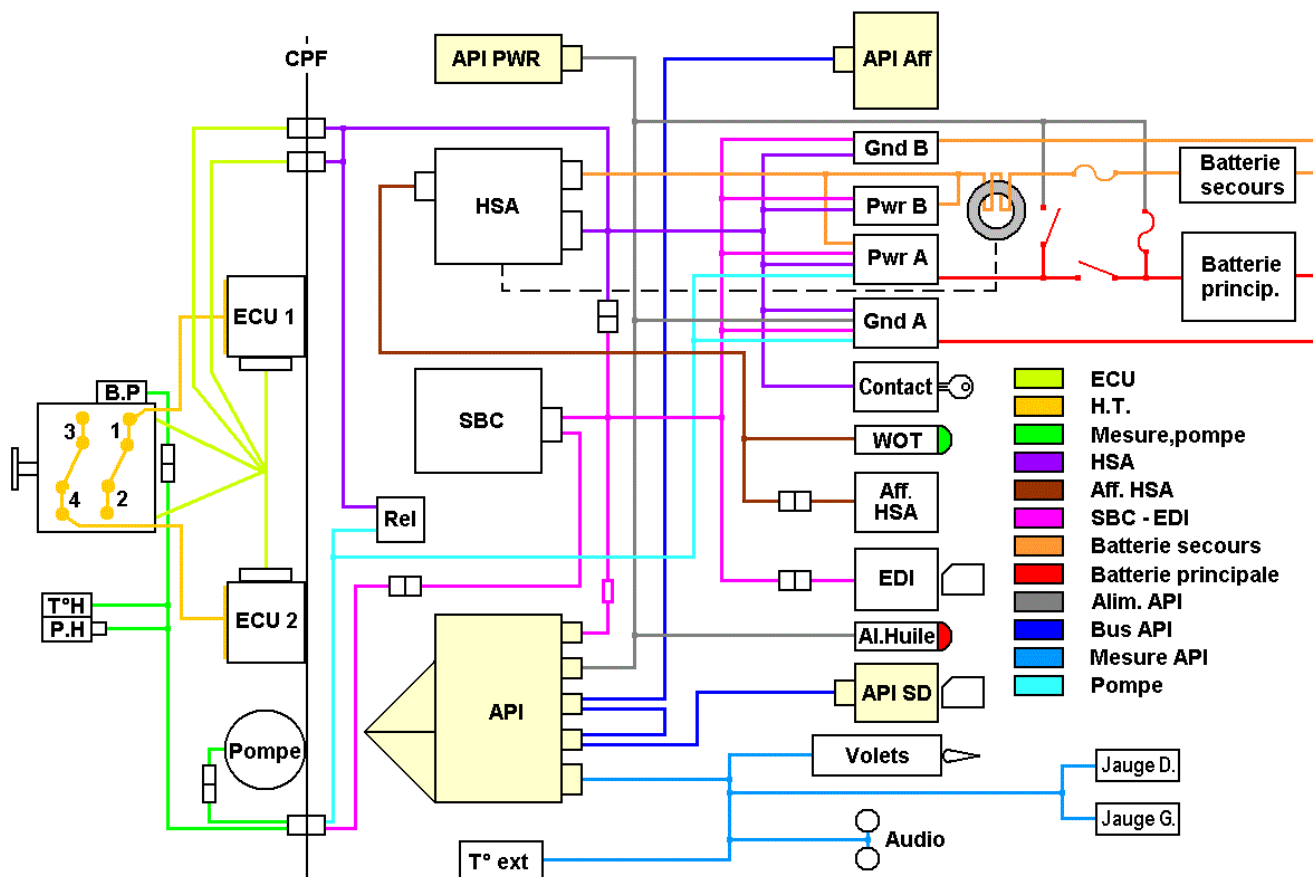 CPF
API PWR
API Aff
Gnd B
Batterie
secours
HSA
Pwr B
Pwr A
Batterie
princip.
ECU 1
Gnd A
B.P
Contact
3
1
4
2
SBC
WOT
Aff.
HSA
Rel
EDI
T°H
P.H
ECU 2
Al.Huile
API
API SD
Pompe
Volets
Jauge D.
Jauge G.
Audio
T° ext
ECU
H.T.
Mesure,pompe
HSA
Aff. HSA
SBC - EDI
Batterie secours
Batterie principale
Alim. API
Bus API
Mesure API
Pompe